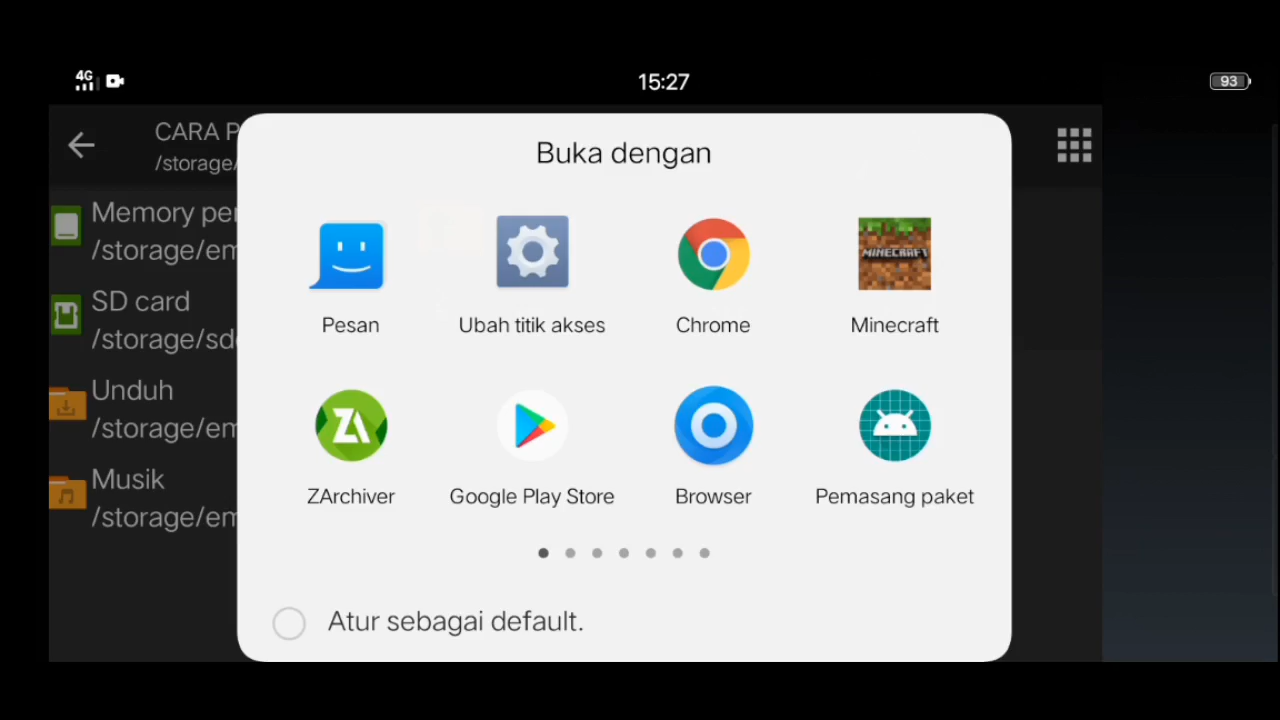 4G
15:27
93
CARA P
/storage/
Buka dengan
Memory per
/storage/em
SD card
/storage/sd
Unduh
/storage/em
Musik
/storage/em
MINECRAFT
Pesan
Ubah titik akses
Chrome
Minecraft
ZA
ZArchiver
Google Play Store
Browser
Pemasang paket
Atur sebagai default.